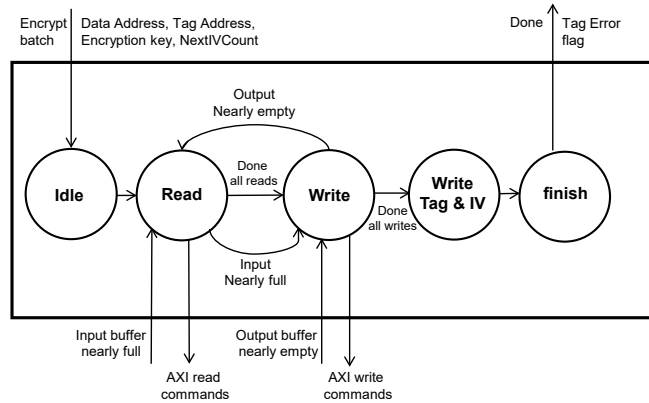 Encrypt
batch
Data Address, Tag Address,
Encryption key, NextIVCount
Done
Tag Error
flag
Output
Nearly empty
Idle
Read
Done
all reads
Write
Done
all writes
Write
Tag & IV
finish
Input
Nearly full
Input buffer
nearly full
AXI read
commands
Output buffer
nearly empty
AXI write
commands